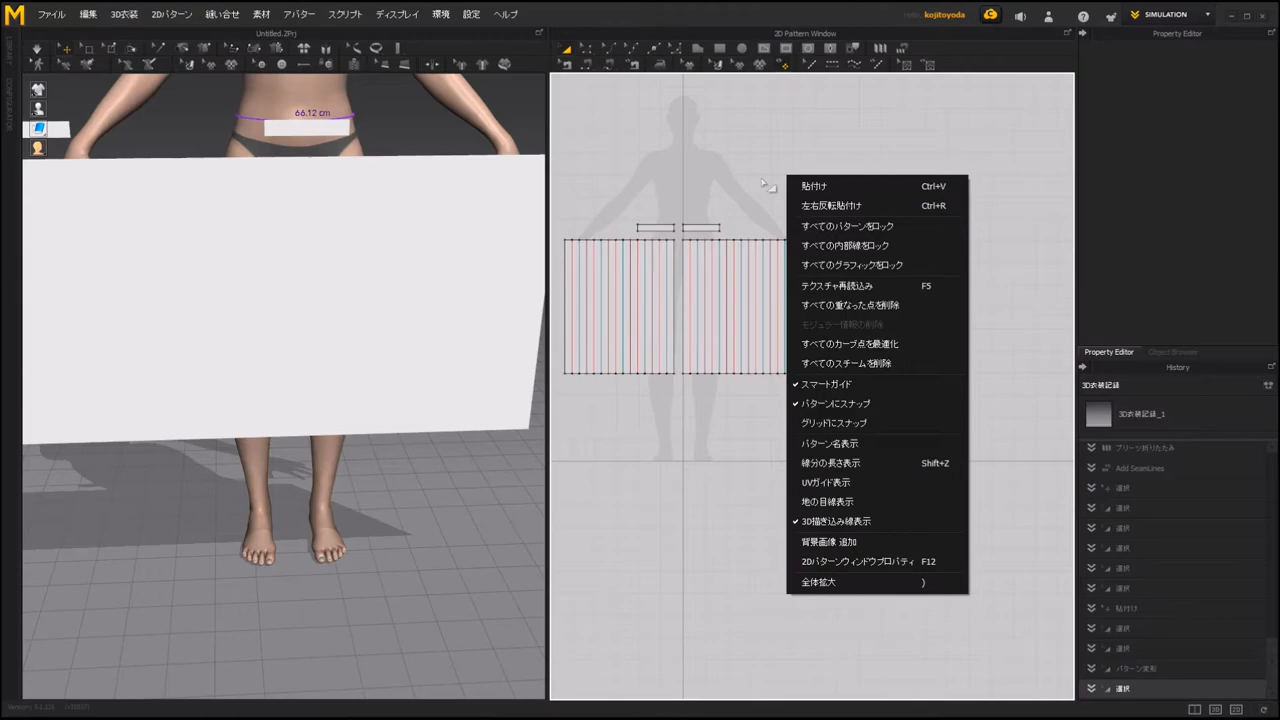 M ファイル 編集 3D衣装 2Dパターン 縫い合せ 素材 アバター スクリプト ディスプレイ 環境 設定 ヘルプ
Hello kojitoyoda
SIMULATION
Untitled.ZPrj
2D Pattern Window
Property Editor
LIBRARY
CONFIGURATOR
66.12 cm
貼付け Ctrl+V
左右反転貼付け Ctrl+R
すべてのパターンをロック
すべての内部線をロック
すべてのグラフィックをロック
テクスチャ再読込み F5
すべての重なった点を削除
モジュラー情報の削除
すべてのカーブ点を最適化
すべてのスチームを削除
スマートガイド
パターンにスナップ
グリッドにスナップ
パターン名表示
線分の長さ表示 Shift+Z
UVガイド表示
地の目線表示
3D描き込み線表示
背景画像 追加
2Dパターンウィンドウプロパティ F12
全体拡大 )
Property Editor Object Browser
History
3D衣装記録
3D衣装記録_1
プリーツ折りたたみ
Add SeamLines
選択
選択
選択
選択
選択
選択
貼付け
選択
選択
パターン変形
選択
3D 2D